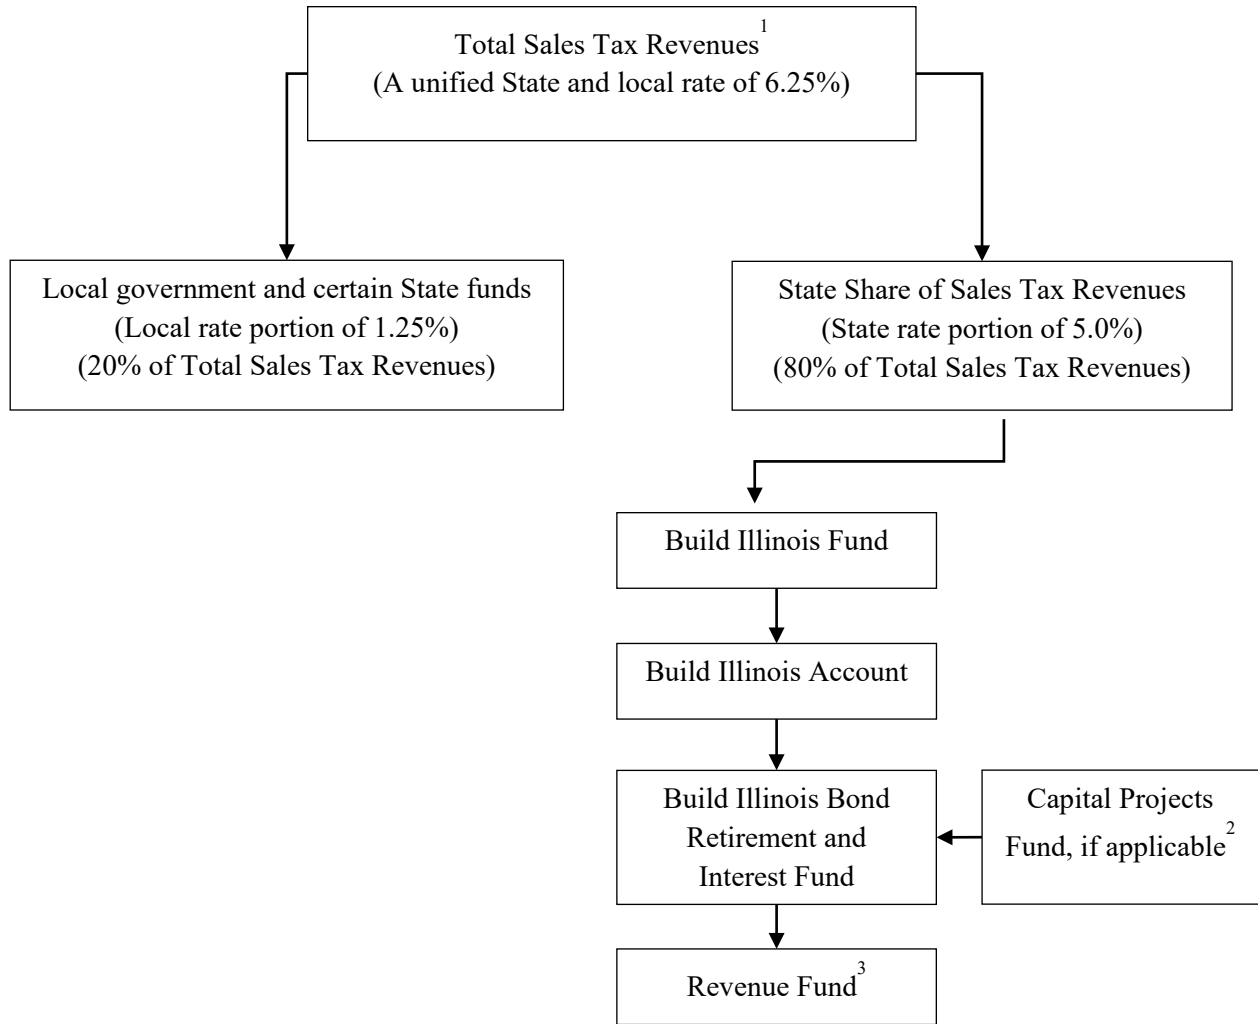 Total Sales Tax Revenues1
(A unified State and local rate of 6.25%)
Local government and certain State funds
(Local rate portion of 1.25%)
(20% of Total Sales Tax Revenues)
State Share of Sales Tax Revenues
(State rate portion of 5.0%)
(80% of Total Sales Tax Revenues)
Build Illinois Fund
Build Illinois Account
Build Illinois Bond
Retirement and
Interest Fund
Capital Projects
Fund, if applicable2
Revenue Fund3